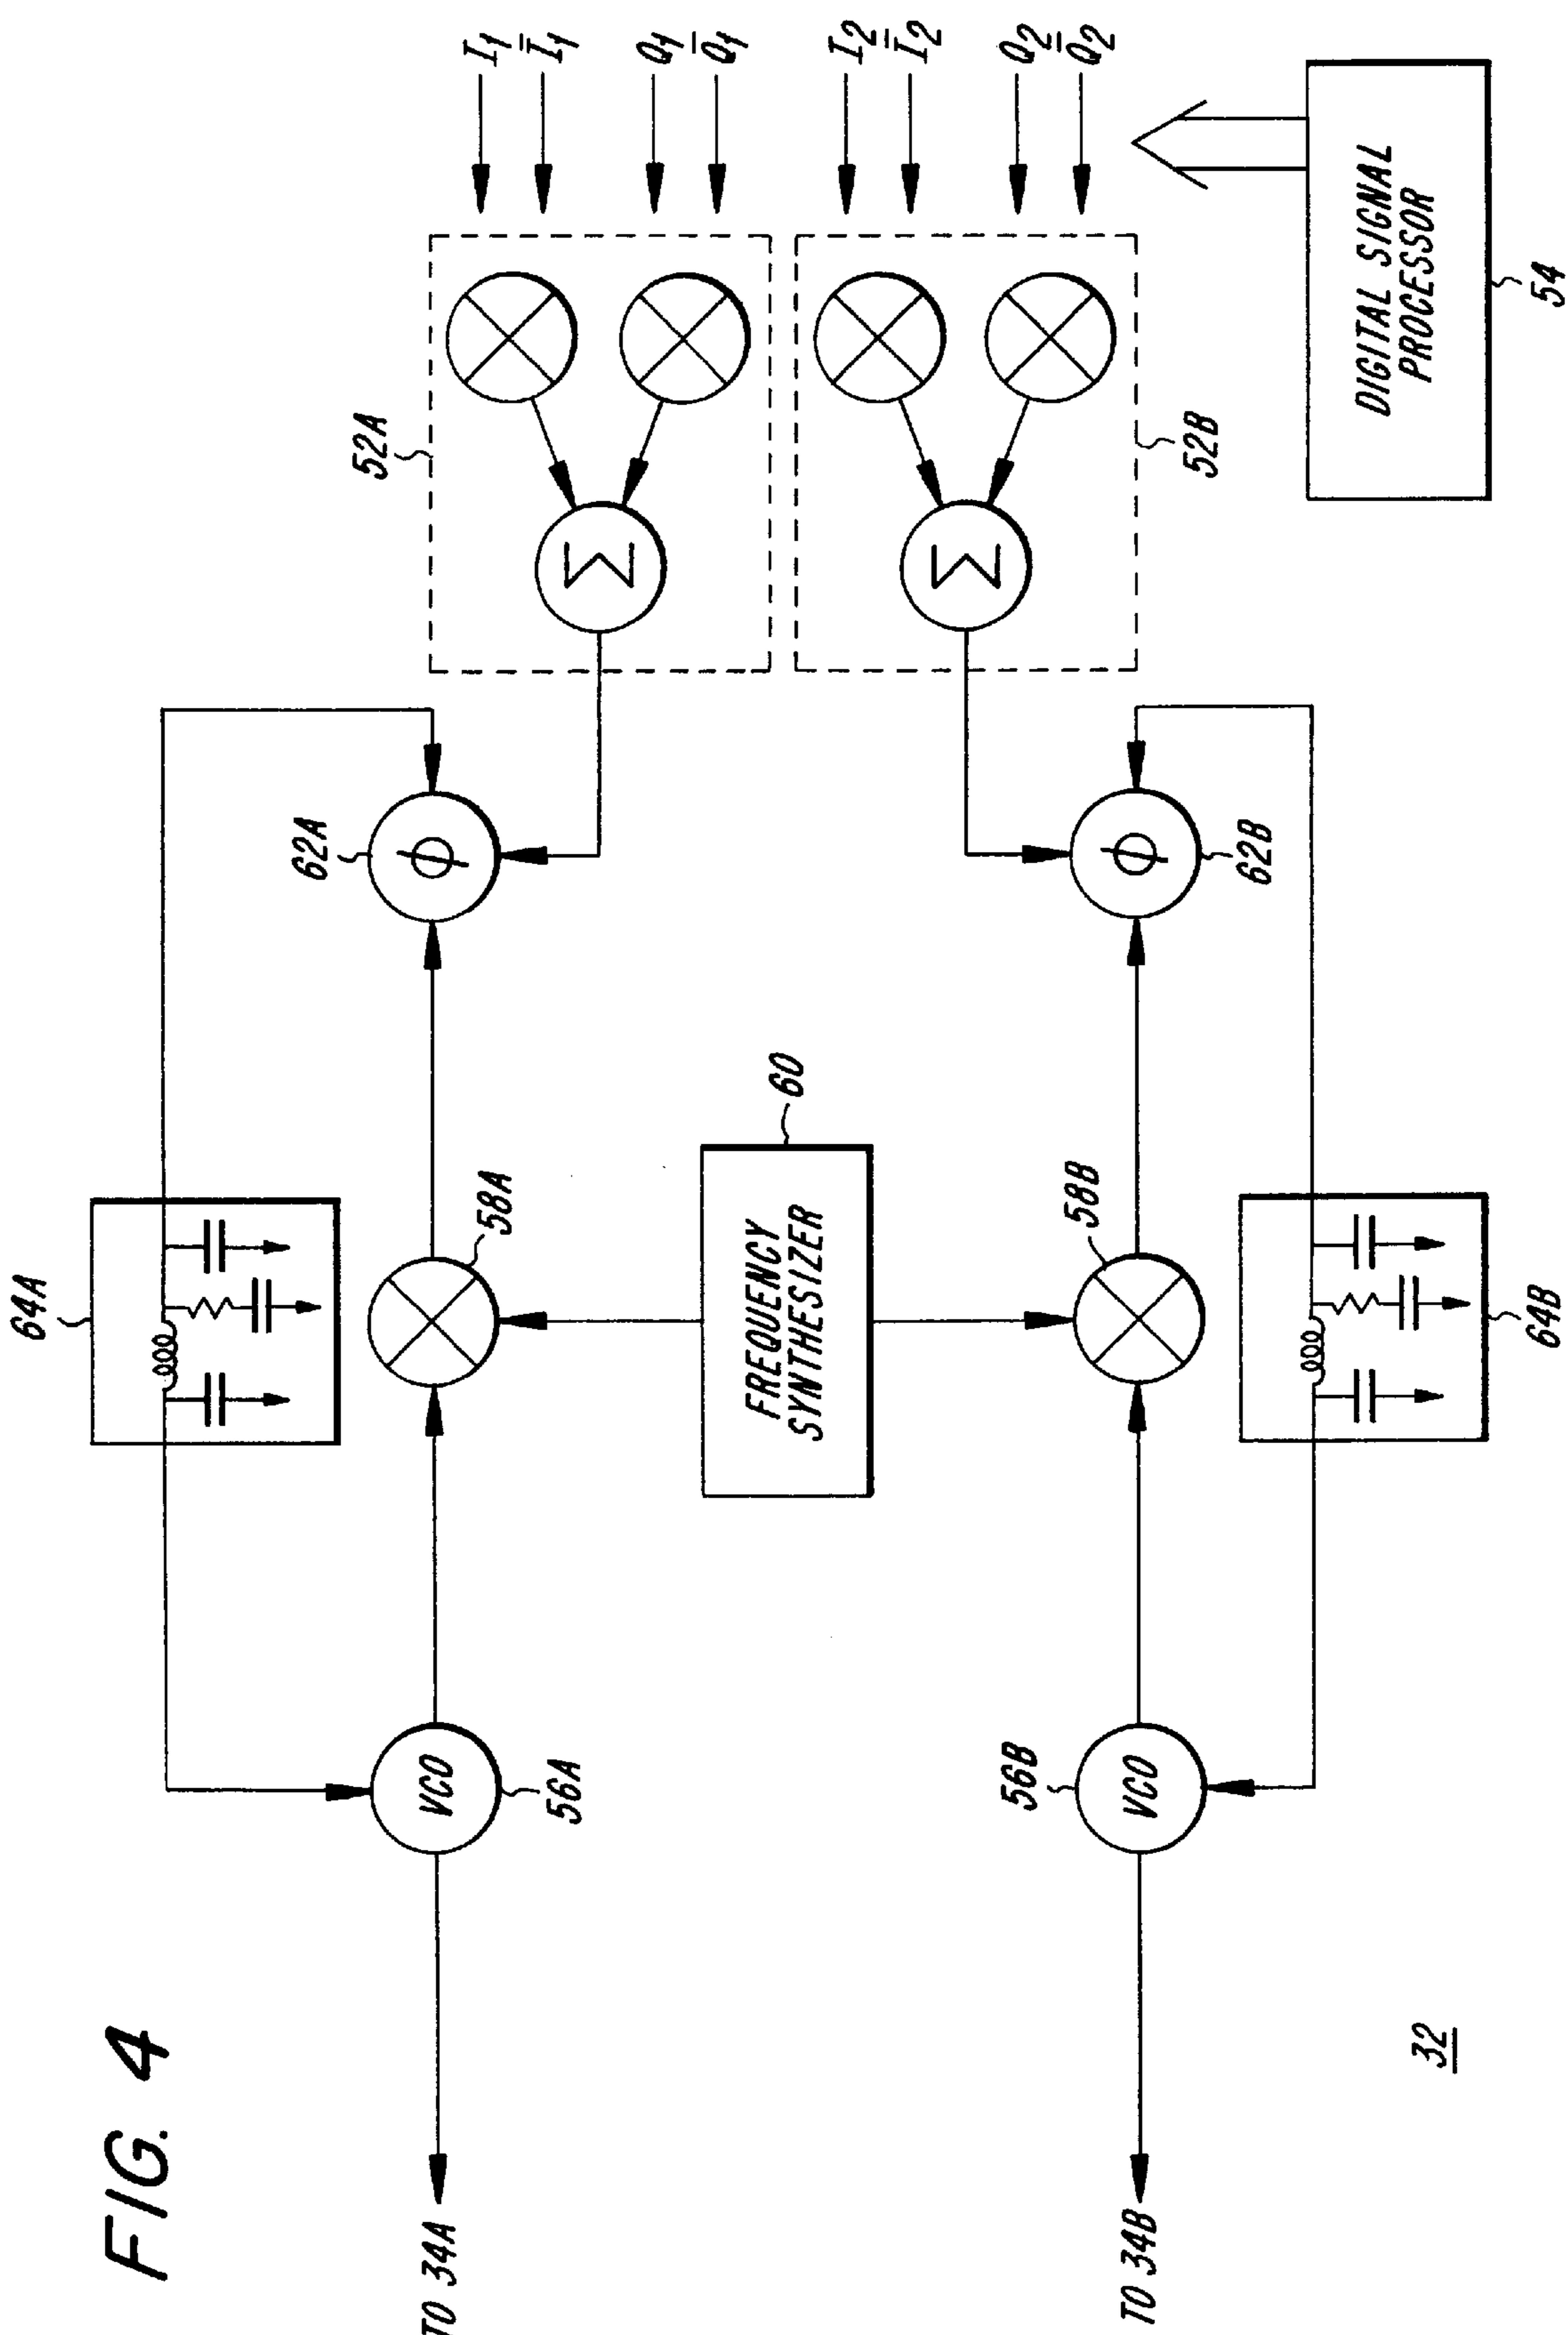 FIG. 4
64A
62A
52A
I1
Ī1
Q1
Q̄1
58A
VCO
56A
TO 34A
FREQUENCY
SYNTHESIZER
60
I2
Ī2
Q2
Q̄2
52B
62B
58B
56B
VCO
TO 34B
64B
DIGITAL SIGNAL
PROCESSOR
54
32
Σ
Σ
ϕ
ϕ